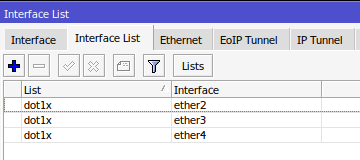 Interface List
Interface Interface List Ethernet EoIP Tunnel IP Tunnel
Lists
List Interface
dot1x ether2
dot1x ether3
dot1x ether4